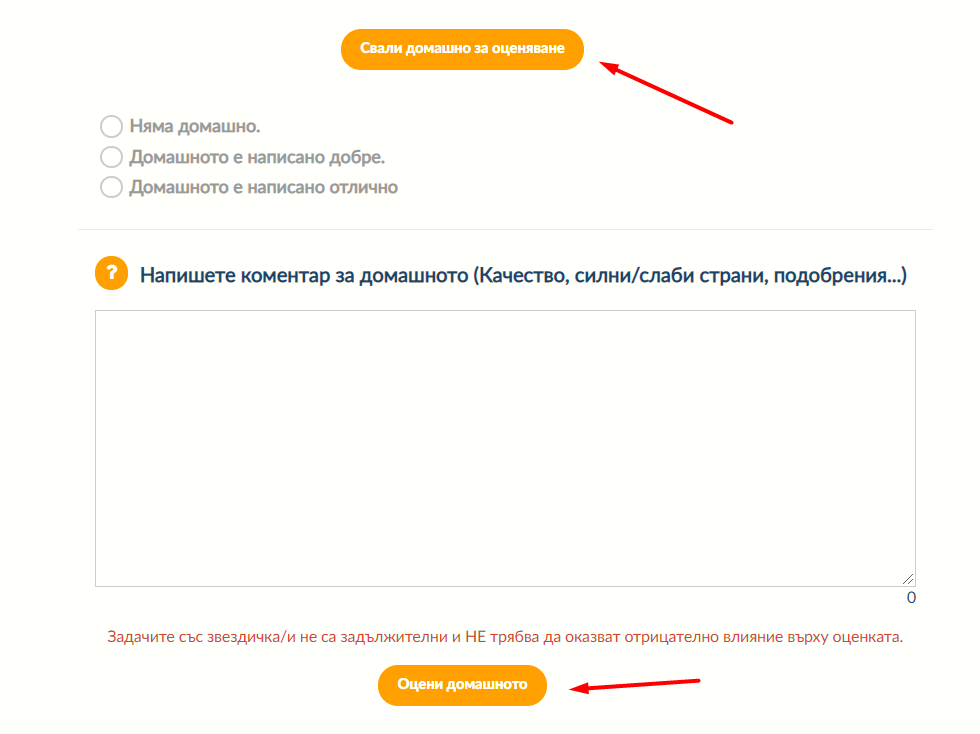 Свали домашно за оценяване
Няма домашно.
Домашното е написано добре.
Домашното е написано отлично
? Напишете коментар за домашното (Качество, силни/слаби страни, подобрения...)
0
Задачите със звездичка/и не са задължителни и НЕ трябва да оказват отрицателно влияние върху оценката.
Оцени домашното